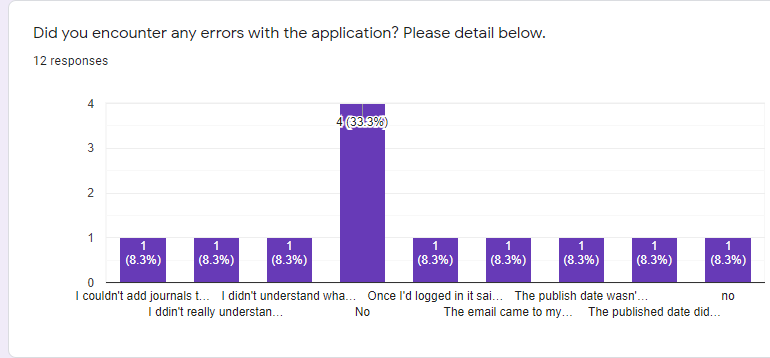 Did you encounter any errors with the application? Please detail below.
12 responses
4
3
2
1
0
4 (33.3%)
1
(8.3%)
1
(8.3%)
1
(8.3%)
1
(8.3%)
1
(8.3%)
1
(8.3%)
1
(8.3%)
1
(8.3%)
I couldn't add journals t…
I ddin't really understan…
I didn't understand wha…
No
Once I'd logged in it sai…
The email came to my…
The publish date wasn'…
The published date did…
no